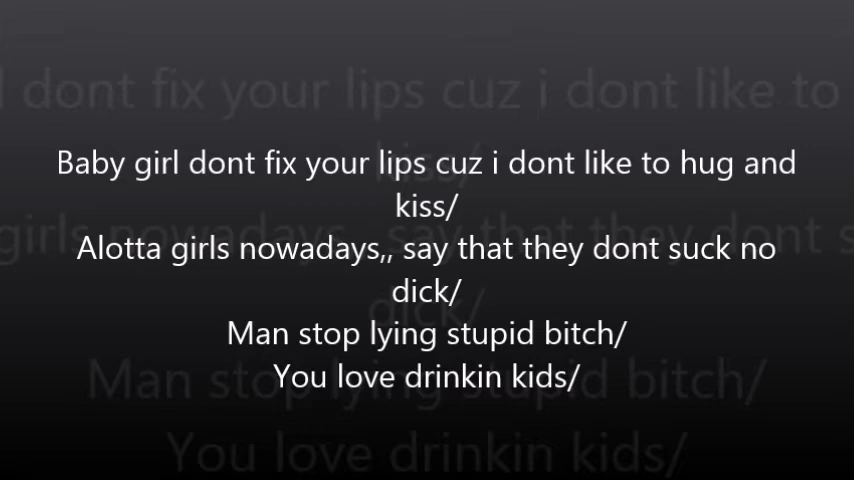 Baby girl dont fix your lips cuz i dont like to hug and
kiss/
Alotta girls nowadays,, say that they dont suck no
dick/
Man stop lying stupid bitch/
You love drinkin kids/